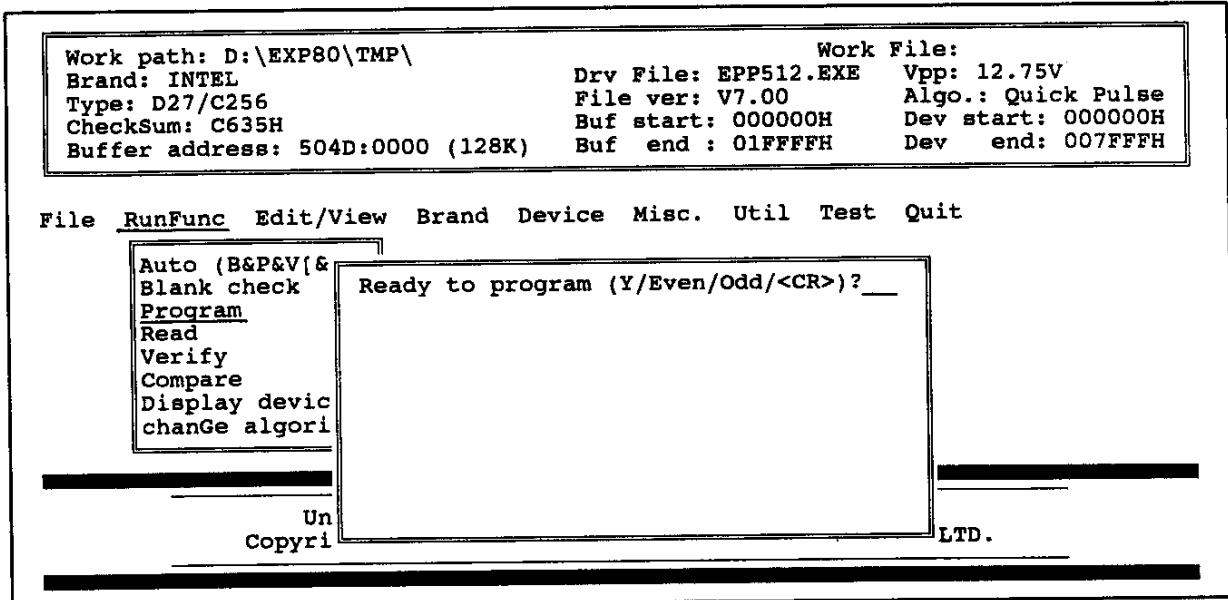 Work path: D:\EXP80\TMP\ Work File:
Brand: INTEL Drv File: EPP512.EXE Vpp: 12.75V
Type: D27/C256 File ver: V7.00 Algo.: Quick Pulse
CheckSum: C635H Buf start: 000000H Dev start: 000000H
Buffer address: 504D:0000 (128K) Buf end : 01FFFFH Dev end: 007FFFH
File RunFunc Edit/View Brand Device Misc. Util Test Quit
Auto (B&P&V[&
Blank check
Program
Read
Verify
Compare
Display devic
chanGe algori
Ready to program (Y/Even/Odd/<CR>)?__
Un
Copyri LTD.